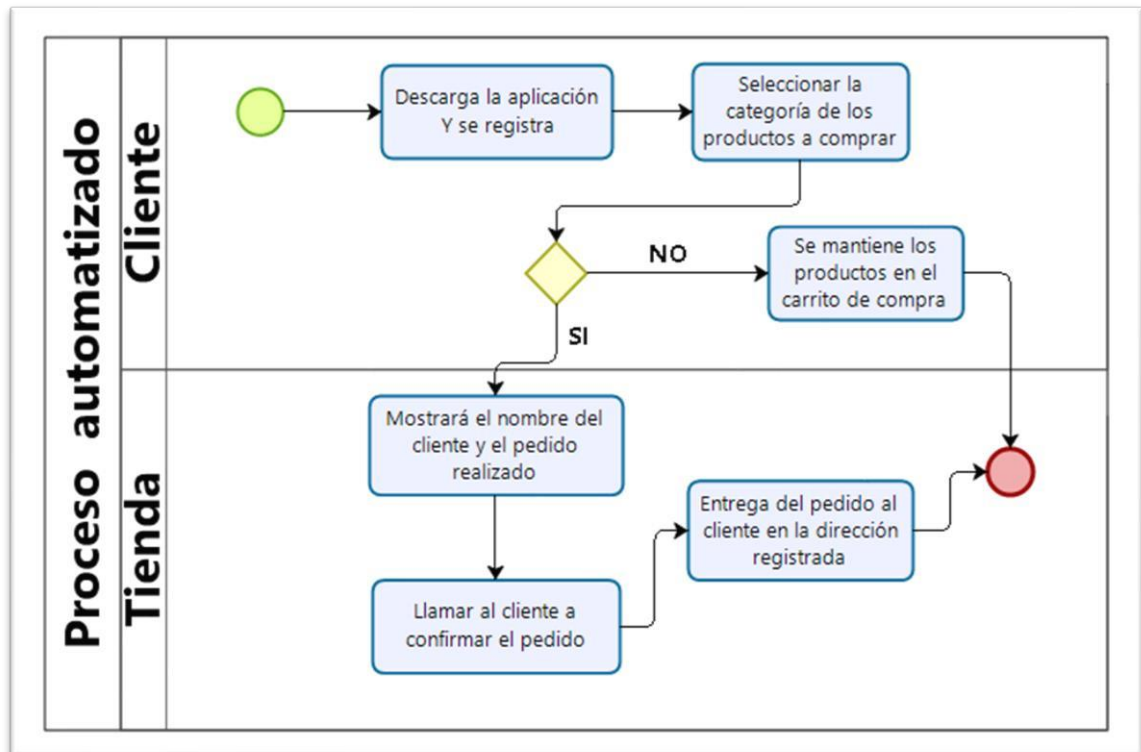 Proceso automatizado
Cliente
Descarga la aplicación
Y se registra
Seleccionar la
categoría de los
productos a comprar
NO
Se mantiene los
productos en el
carrito de compra
SI
Tienda
Mostrará el nombre del
cliente y el pedido
realizado
Llamar al cliente a
confirmar el pedido
Entrega del pedido al
cliente en la dirección
registrada